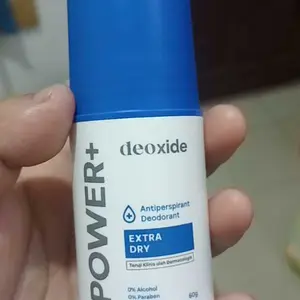 POWER+
deoxide
Antiperspirant
Deodorant
EXTRA
DRY
Teruji Klinis oleh Dermatologis
0% Alcohol
0% Paraben
60g